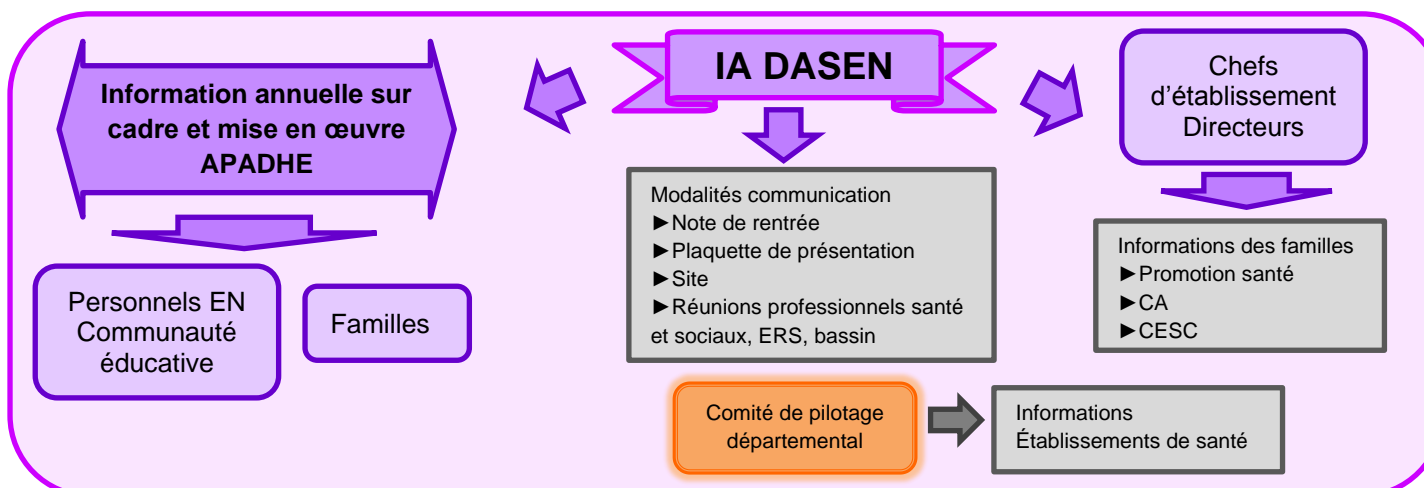 IA DASEN
Information annuelle sur
cadre et mise en œuvre
APADHE
Personnels EN
Communauté
éducative
Familles
Modalités communication
►Note de rentrée
►Plaquette de présentation
►Site
►Réunions professionnels santé
et sociaux, ERS, bassin
Chefs
d’établissement
Directeurs
Informations des familles
►Promotion santé
►CA
►CESC
Comité de pilotage
départemental
Informations
Établissements de santé